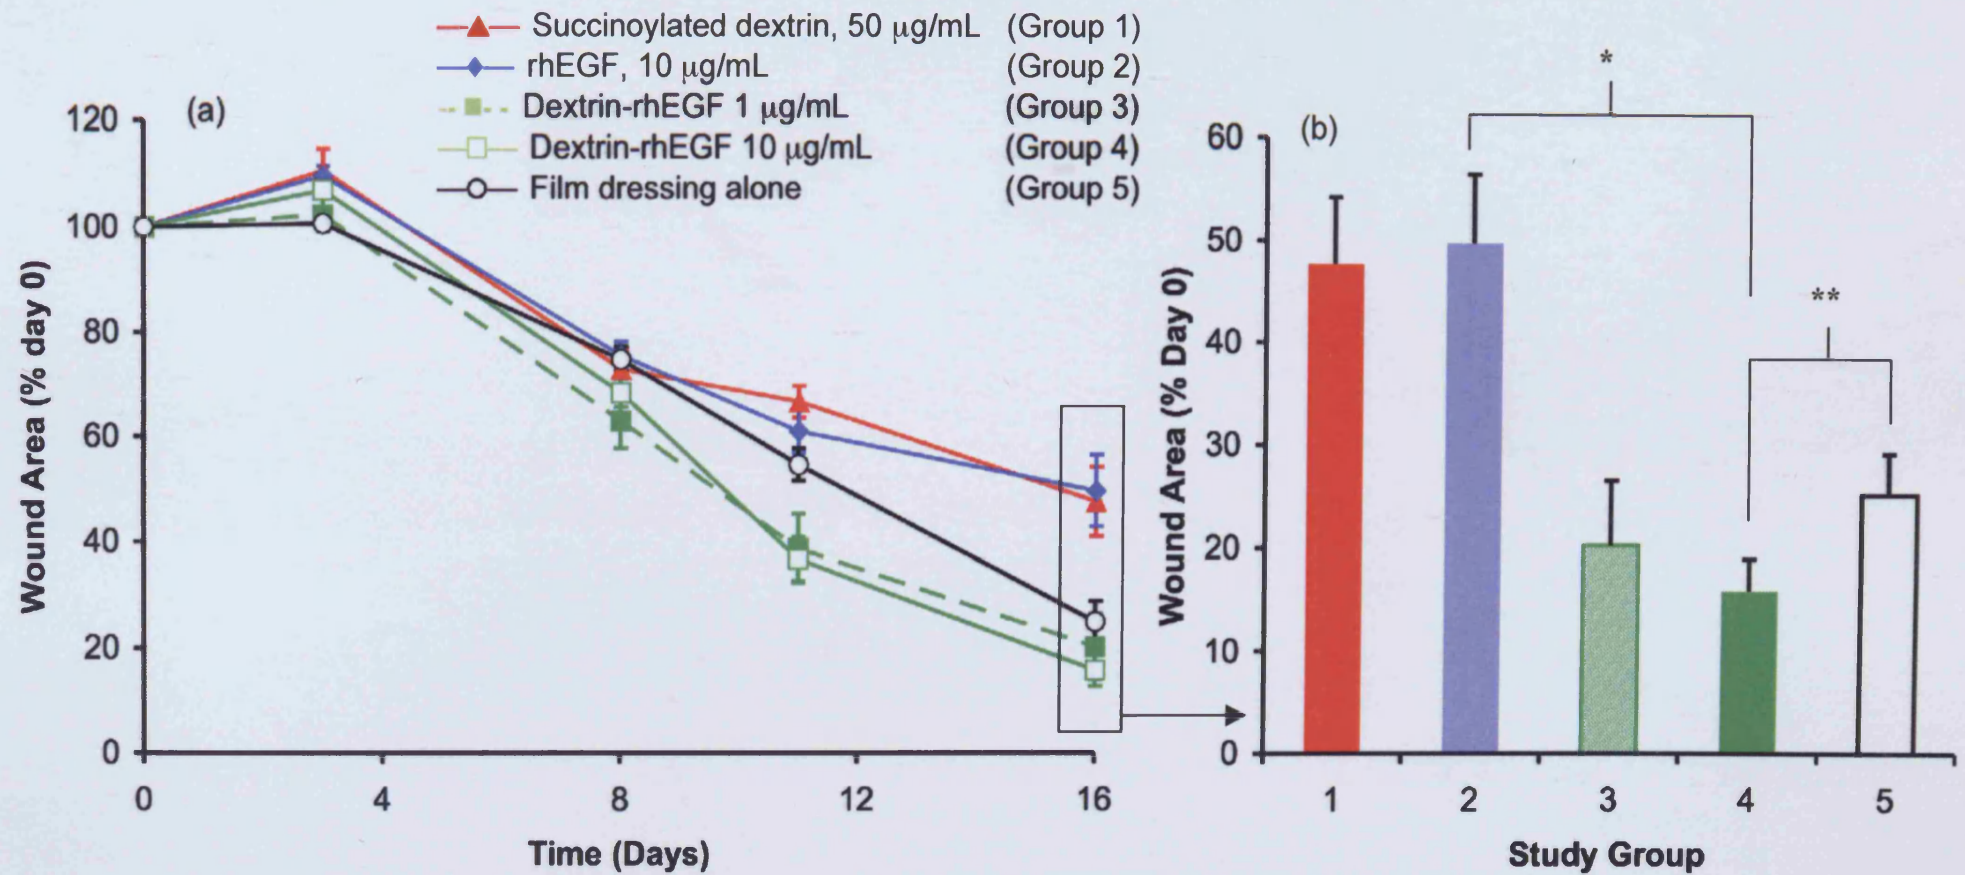 Succinoylated dextrin, 50 µg/mL (Group 1)
rhEGF, 10 µg/mL (Group 2)
Dextrin-rhEGF 1 µg/mL (Group 3)
Dextrin-rhEGF 10 µg/mL (Group 4)
Film dressing alone (Group 5)
(a)
120
100
80
60
40
20
0
Wound Area (% day 0)
0 4 8 12 16
Time (Days)
(b)
*
**
60
50
40
30
20
10
0
Wound Area (% Day 0)
1 2 3 4 5
Study Group